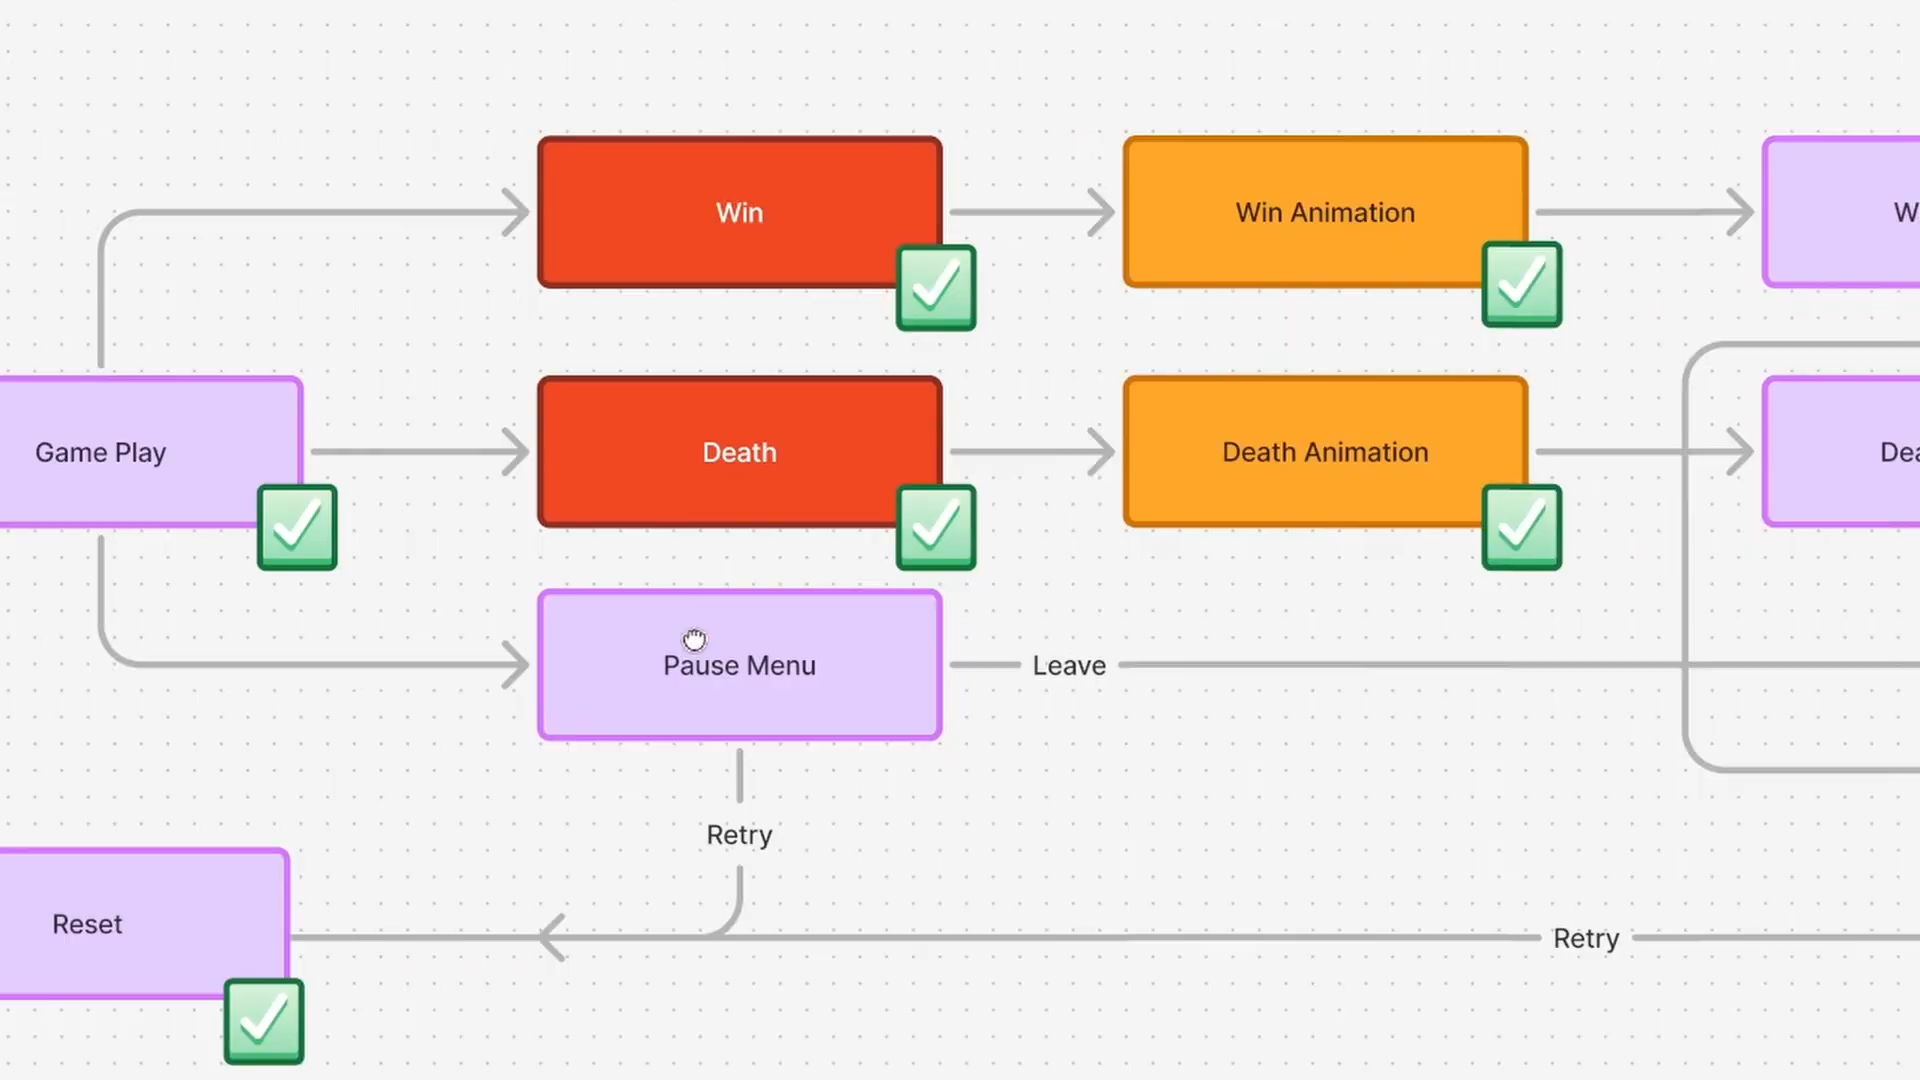 Win
Win Animation
W
Game Play
Death
Death Animation
Dea
Pause Menu
Leave
Retry
Reset
Retry